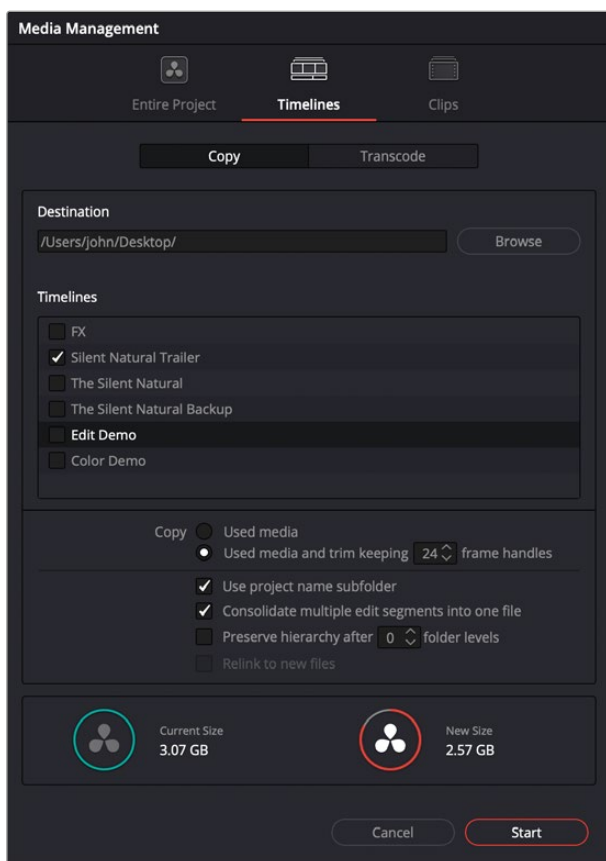 Media Management
Entire Project Timelines Clips
Copy Transcode
Destination
/Users/john/Desktop/ Browse
Timelines
FX
Silent Natural Trailer
The Silent Natural
The Silent Natural Backup
Edit Demo
Color Demo
Copy Used media
Used media and trim keeping 24 frame handles
Use project name subfolder
Consolidate multiple edit segments into one file
Preserve hierarchy after 0 folder levels
Relink to new files
Current Size New Size
3.07 GB 2.57 GB
Cancel Start